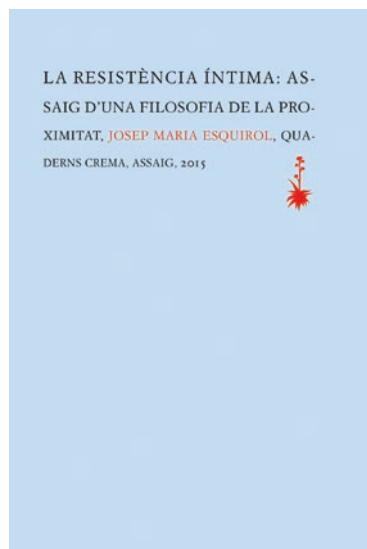 LA RESISTÈNCIA ÍNTIMA: AS-
SAIG D'UNA FILOSOFIA DE LA PRO-
XIMITAT, JOSEP MARIA ESQUIROL, QUA-
DERNS CREMA, ASSAIG, 2015